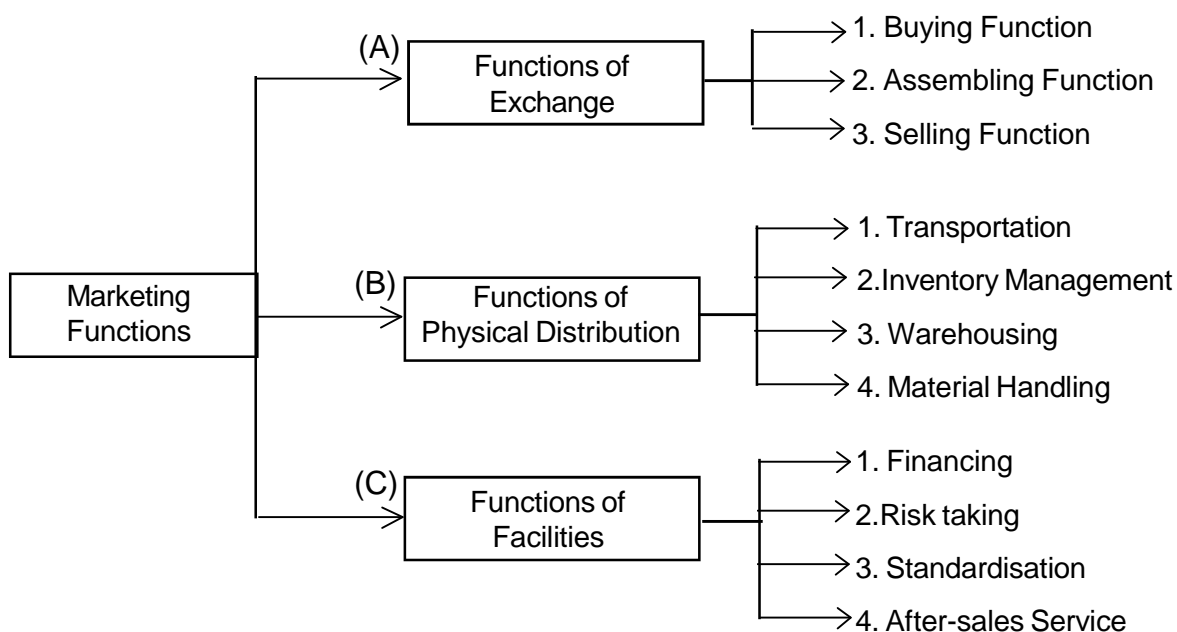 (A)
Functions of
Exchange
1. Buying Function
2. Assembling Function
3. Selling Function
Marketing
Functions
(B)
Functions of
Physical Distribution
1. Transportation
2.Inventory Management
3. Warehousing
4. Material Handling
(C)
Functions of
Facilities
1. Financing
2.Risk taking
3. Standardisation
4. After-sales Service